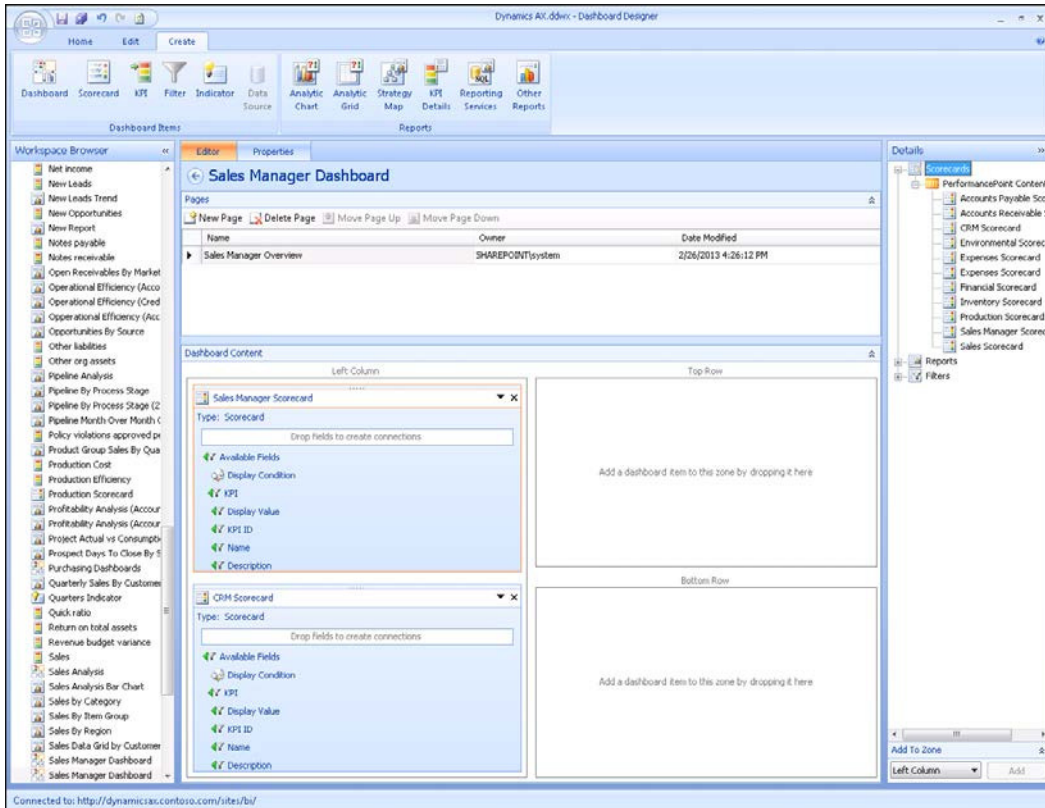 Dynamics AX.ddwx - Dashboard Designer
Home Edit Create
Dashboard Scorecard KPI Filter Indicator Data Source Analytic Chart Analytic Grid Strategy Map KPI Details Reporting Services Other Reports
Dashboard Items Reports
Workspace Browser
Net income
New Leads
New Leads Trend
New Opportunities
New Report
Notes payable
Notes receivable
Open Receivables By Market
Operational Efficiency (Acco
Operational Efficiency (Cred
Opperational Efficiency (Acc
Opportunities By Source
Other liabilities
Other org assets
Pipeline Analysis
Pipeline By Process Stage
Pipeline By Process Stage (2
Pipeline Month Over Month (
Policy violations approved pe
Product Group Sales By Qua
Production Cost
Production Efficiency
Production Scorecard
Profitability Analysis (Accour
Profitability Analysis (Accour
Project Actual vs Consumpti
Prospect Days To Close By S
Purchasing Dashboards
Quarterly Sales By Customer
Quarters Indicator
Quick ratio
Return on total assets
Revenue budget variance
Sales
Sales Analysis
Sales Analysis Bar Chart
Sales by Category
Sales By Item Group
Sales By Region
Sales Data Grid by Customer
Sales Manager Dashboard
Sales Manager Dashboard
Editor Properties
Sales Manager Dashboard
Pages
New Page Delete Page Move Page Up Move Page Down
Name Owner Date Modified
Sales Manager Overview SHAREPOINT\system 2/26/2013 4:26:12 PM
Dashboard Content
Left Column
Sales Manager Scorecard
Type: Scorecard
Drop fields to create connections
Available Fields
Display Condition
KPI
Display Value
KPI ID
Name
Description
CRM Scorecard
Type: Scorecard
Drop fields to create connections
Available Fields
Display Condition
KPI
Display Value
KPI ID
Name
Description
Top Row
Add a dashboard item to this zone by dropping it here
Bottom Row
Add a dashboard item to this zone by dropping it here
Details
Scorecards
PerformancePoint Content
Accounts Payable Sco
Accounts Receivable S
CRM Scorecard
Environmental Scorec
Expenses Scorecard
Expenses Scorecard
Financial Scorecard
Inventory Scorecard
Production Scorecard
Sales Manager Scorec
Sales Scorecard
Reports
Filters
Add To Zone
Left Column Add
Connected to: http://dynamicsax.contoso.com/sites/bi/